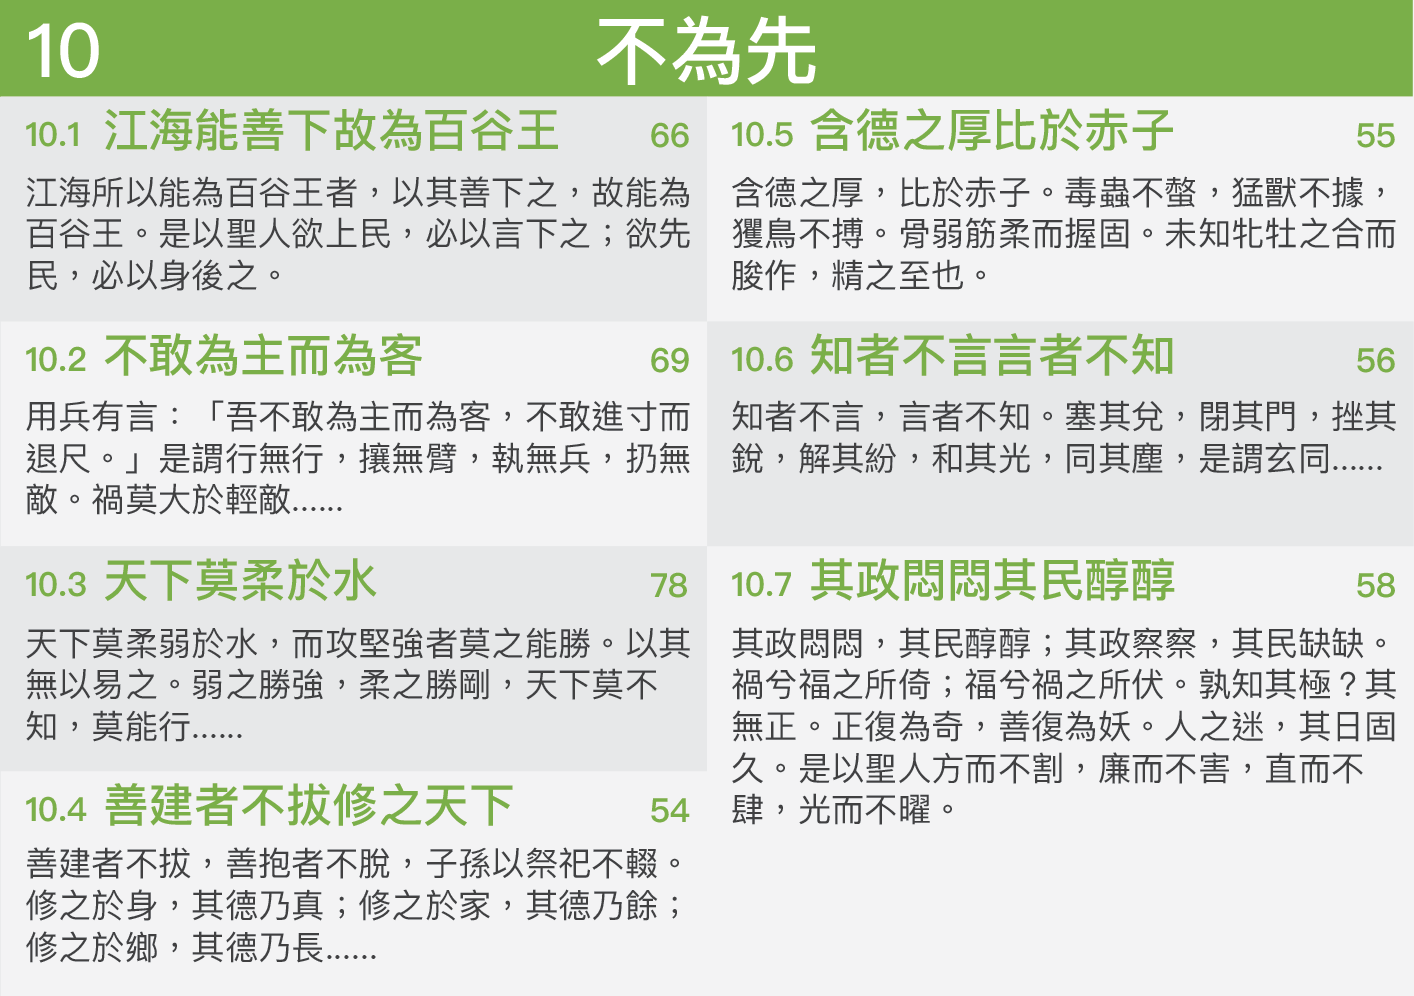 10 不為先
10.1 江海能善下故為百谷王 66
江海所以能為百谷王者，以其善下之，故能為
百谷王。是以聖人欲上民，必以言下之；欲先
民，必以身後之。
10.2 不敢為主而為客 69
用兵有言：「吾不敢為主而為客，不敢進寸而
退尺。」是謂行無行，攘無臂，執無兵，扔無
敵。禍莫大於輕敵......
10.3 天下莫柔於水 78
天下莫柔弱於水，而攻堅強者莫之能勝。以其
無以易之。弱之勝強，柔之勝剛，天下莫不
知，莫能行......
10.4 善建者不拔修之天下 54
善建者不拔，善抱者不脫，子孫以祭祀不輟。
修之於身，其德乃真；修之於家，其德乃餘；
修之於鄉，其德乃長......
10.5 含德之厚比於赤子 55
含德之厚，比於赤子。毒蟲不螫，猛獸不據，
玃鳥不搏。骨弱筋柔而握固。未知牝牡之合而
朘作，精之至也。
10.6 知者不言言者不知 56
知者不言，言者不知。塞其兌，閉其門，挫其
銳，解其紛，和其光，同其塵，是謂玄同......
10.7 其政悶悶其民醇醇 58
其政悶悶，其民醇醇；其政察察，其民缺缺。
禍兮福之所倚；福兮禍之所伏。孰知其極？其
無正。正復為奇，善復為妖。人之迷，其日固
久。是以聖人方而不割，廉而不害，直而不
肆，光而不曜。